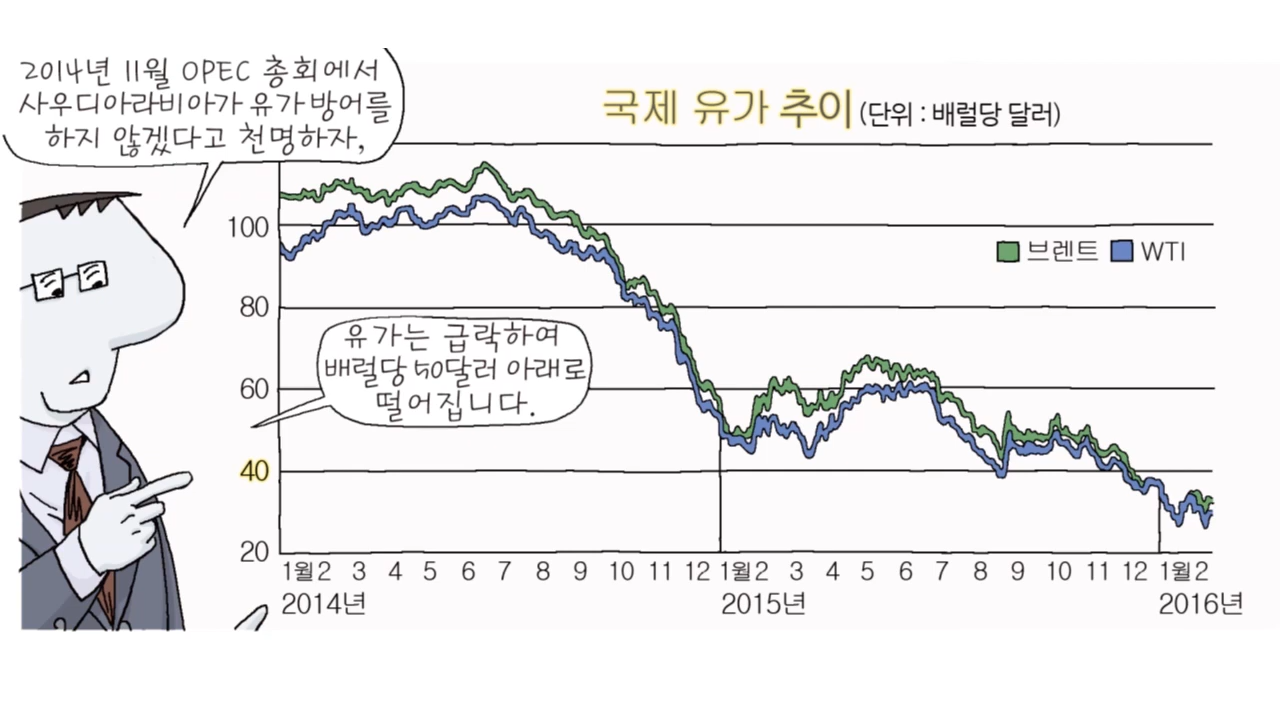 2014년 11월 OPEC 총회에서
사우디아라비아가 유가 방어를
하지 않겠다고 천명하자,
국제 유가 추이 (단위 : 배럴당 달러)
100
80
60
40
20
브렌트 WTI
유가는 급락하여
배럴당 50달러 아래로
떨어집니다.
1월 2 3 4 5 6 7 8 9 10 11 12 1월 2 3 4 5 6 7 8 9 10 11 12 1월 2
2014년 2015년 2016년